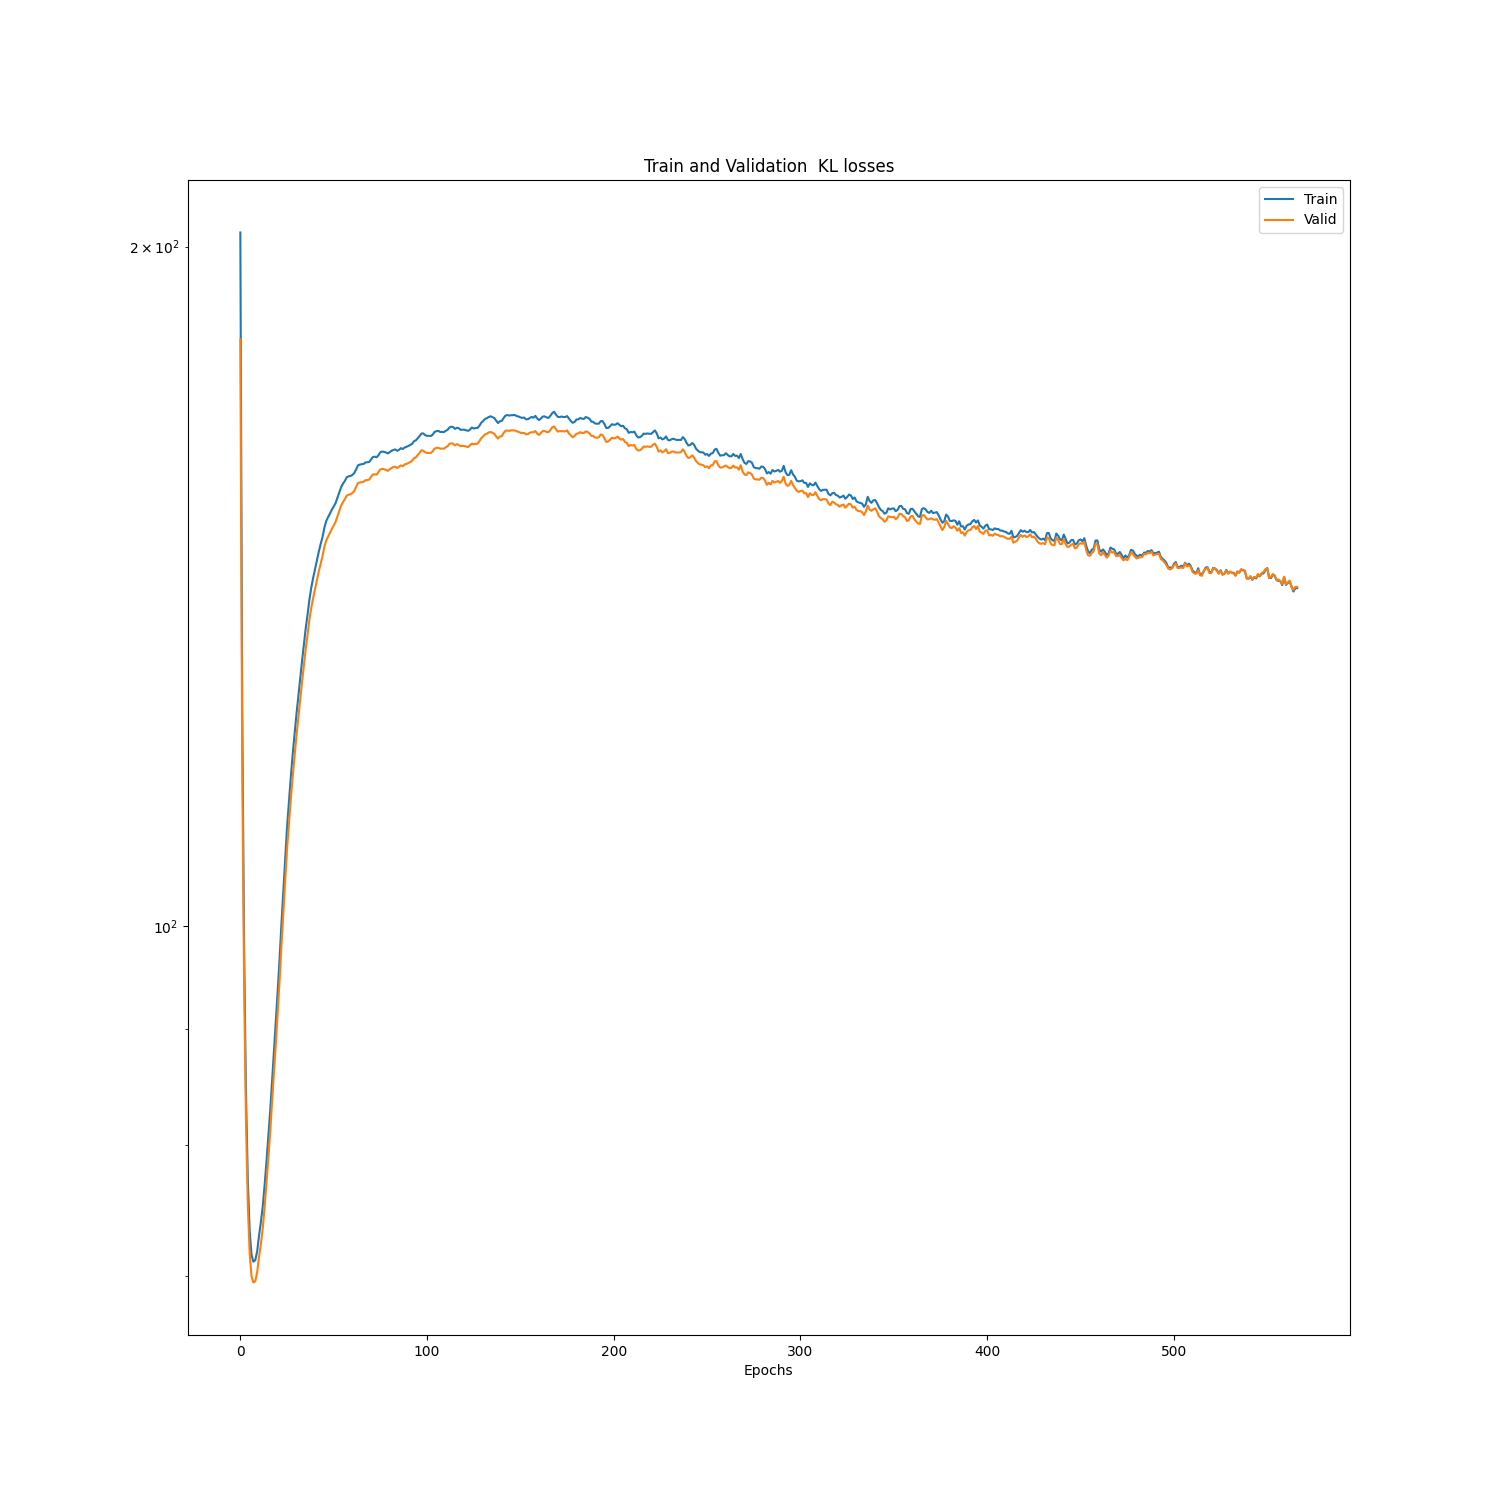 Train and Validation  KL losses
Train
Valid
2 × 10²
10²
0 100 200 300 400 500
Epochs